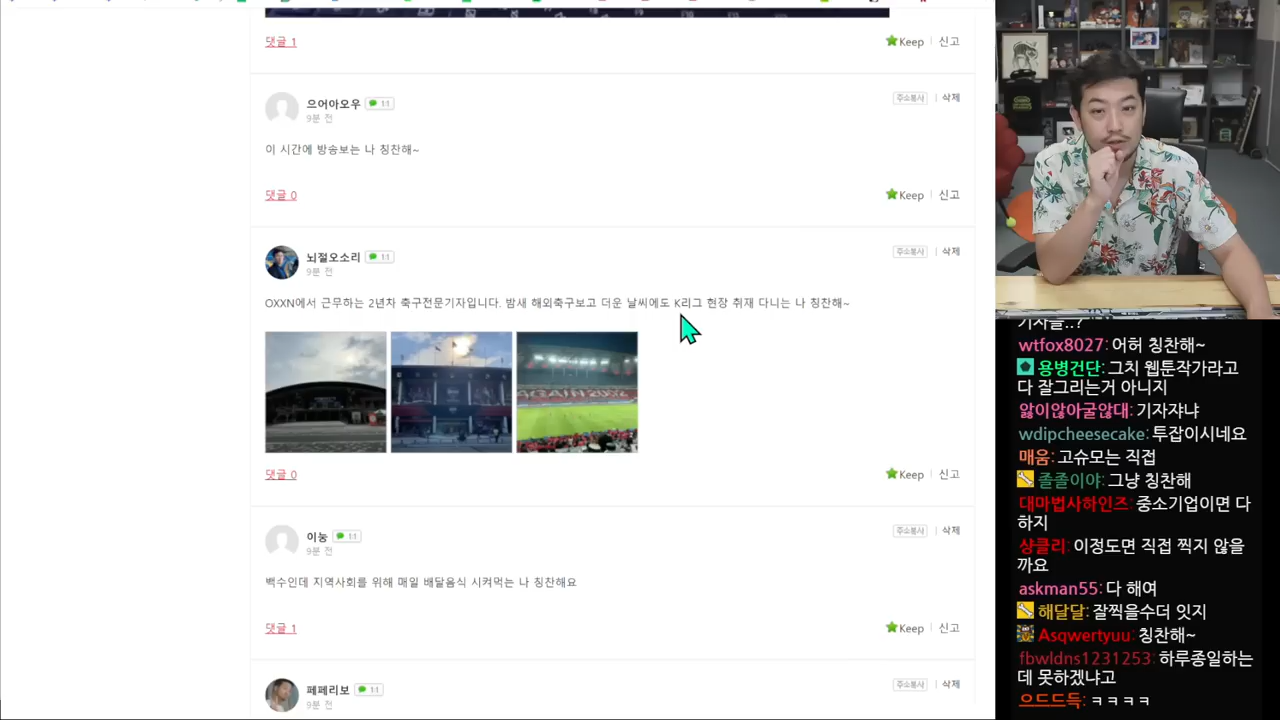 댓글 1
Keep
신고
으어아오우 1:1
9분 전
주소복사
삭제
이 시간에 방송보는 나 칭찬해~
댓글 0
Keep
신고
뇌절오소리 1:1
9분 전
주소복사
삭제
OXXN에서 근무하는 2년차 축구전문기자입니다. 밤새 해외축구보고 더운 날씨에도 K리그 현장 취재 다니는 나 칭찬해~
댓글 0
Keep
신고
이눙 1:1
9분 전
주소복사
삭제
백수인데 지역사회를 위해 매일 배달음식 시켜먹는 나 칭찬해요
댓글 1
Keep
신고
페페리보 1:1
9분 전
주소복사
삭제
기자들..?
wtfox8027: 어허 칭찬해~
용병건단: 그치 웹툰작가라고
다 잘그리는거 아니지
앓이않아굻않대: 기자쟈냐
wdipcheesecake: 투잡이시네요
매움: 고슈모는 직접
졸졸이야: 그냥 칭찬해
대마법사하인즈: 중소기업이면 다
하지
샹클리: 이정도면 직접 찍지 않을
까요
askman55: 다 해여
해달달: 잘찍을수더 잇지
Asqwertyuu: 칭찬해~
fbwldns1231253: 하루종일하는
데 못하겠냐고
으드드득: ㅋㅋㅋㅋ